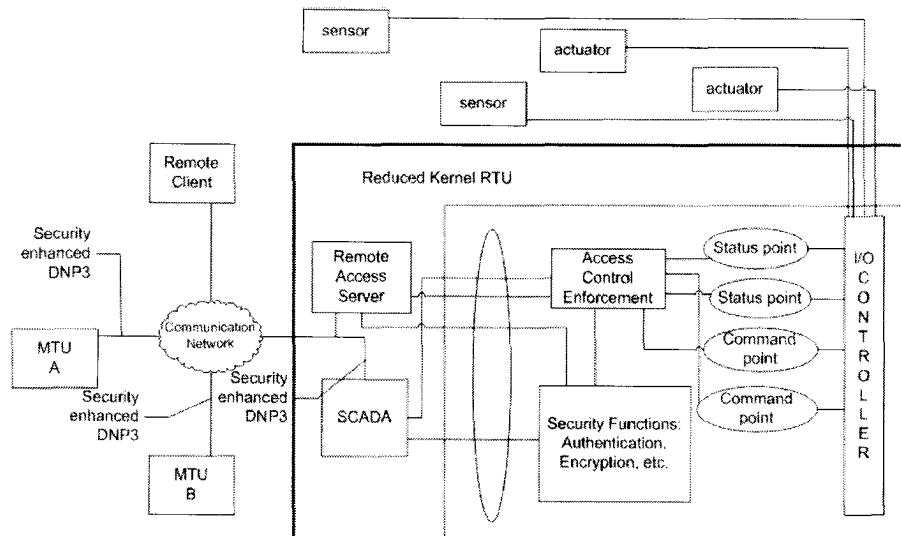 sensor
actuator
actuator
sensor
Remote
Client
Reduced Kernel RTU
Security
enhanced
DNP3
Remote
Access
Server
Access
Control
Enforcement
Status point
Status point
Command
point
Command
point
I/O
C
O
N
T
R
O
L
L
L
E
R
Communication
Network
MTU
A
Security
enhanced
DNP3
Security
enhanced
DNP3
SCADA
Security Functions:
Authentication,
Encryption, etc.
MTU
B